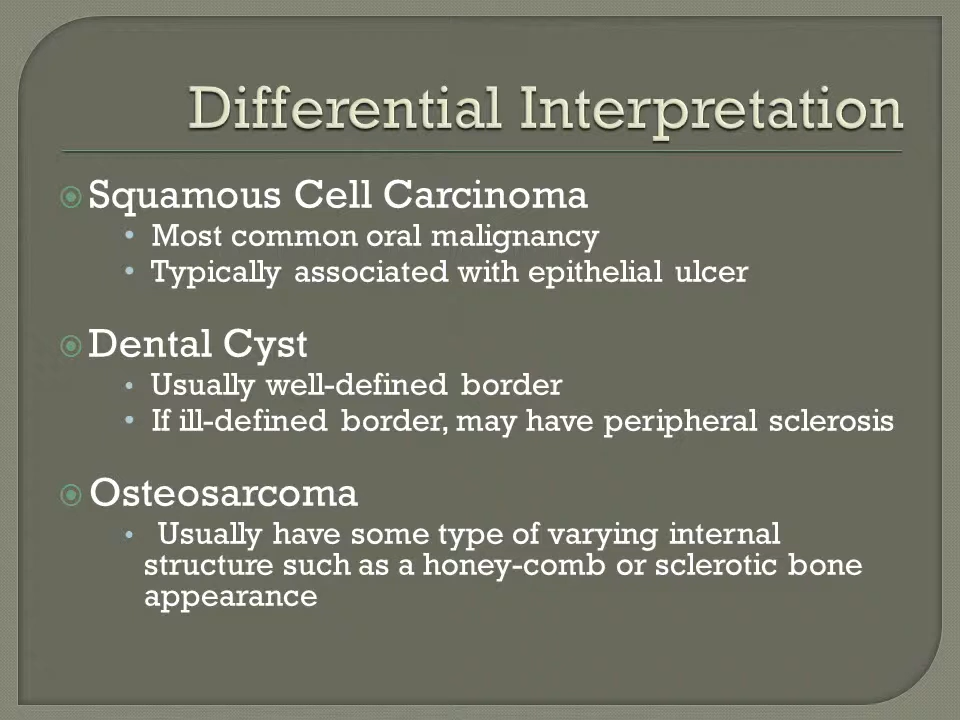 Differential Interpretation
Squamous Cell Carcinoma
• Most common oral malignancy
• Typically associated with epithelial ulcer
Dental Cyst
• Usually well-defined border
• If ill-defined border, may have peripheral sclerosis
Osteosarcoma
• Usually have some type of varying internal
structure such as a honey-comb or sclerotic bone
appearance